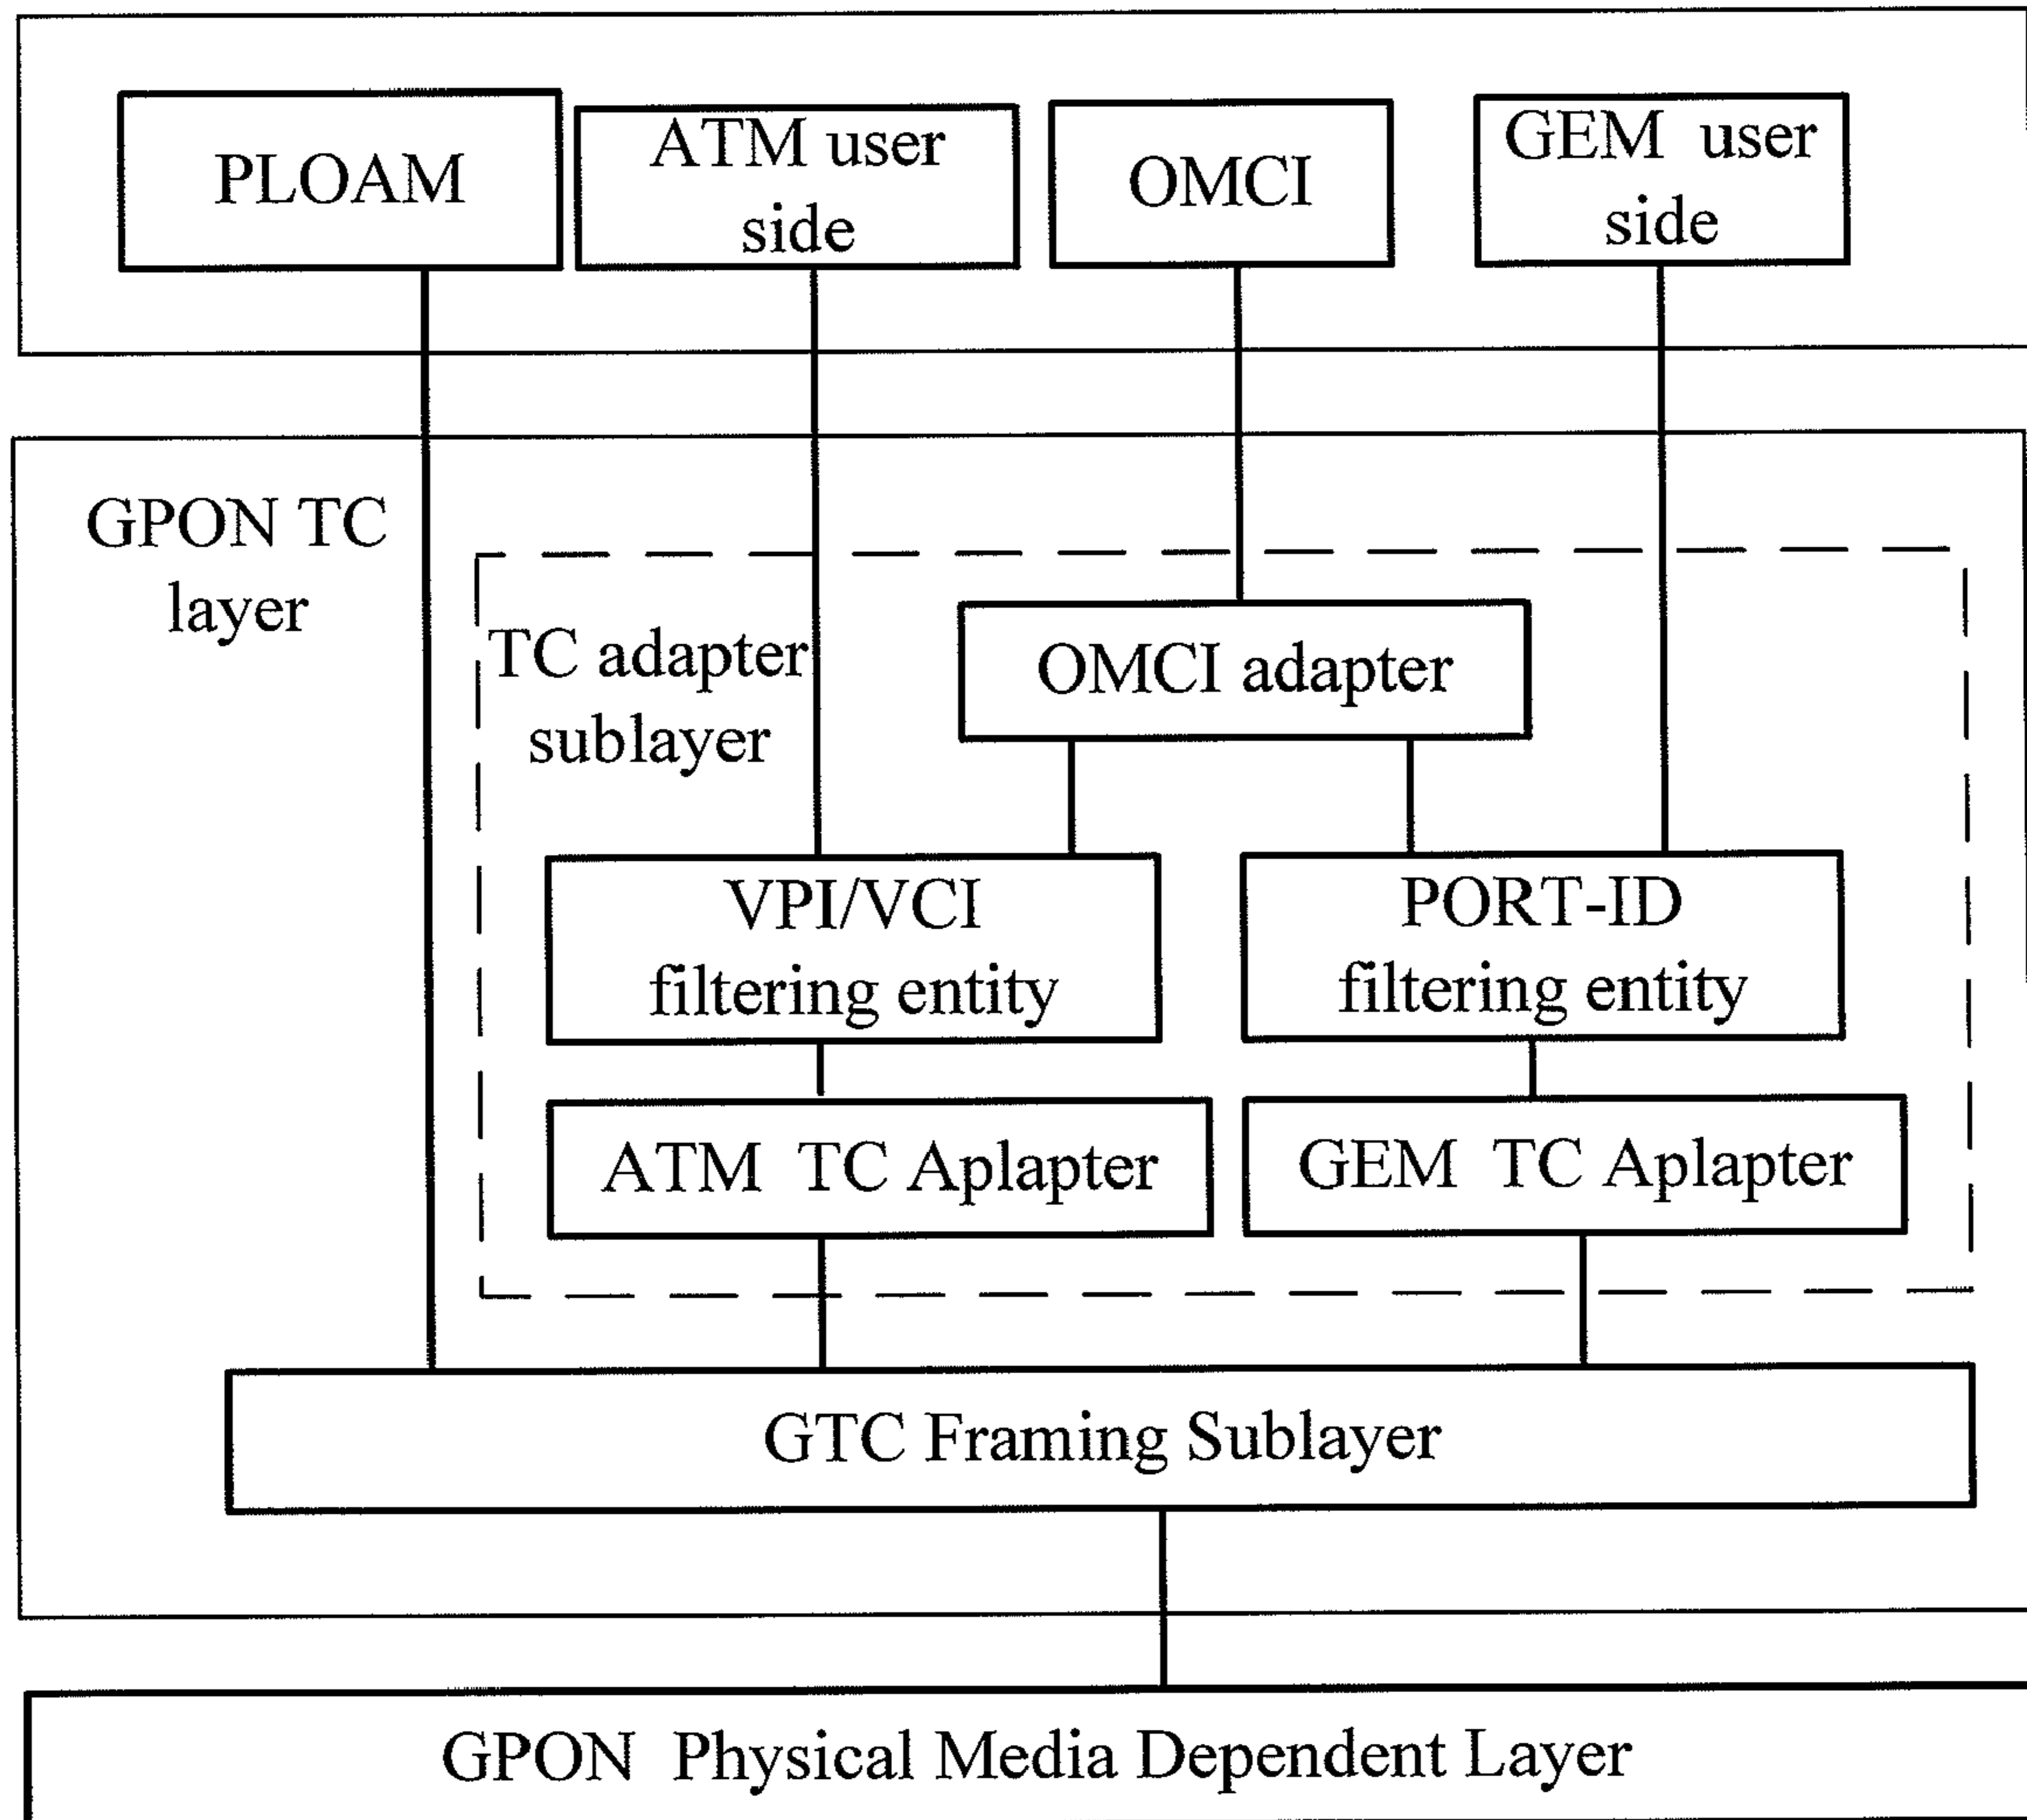 PLOAM
ATM user
side
OMCI
GEM user
side
GPON TC
layer
TC adapter
sublayer
OMCI adapter
VPI/VCI
filtering entity
PORT-ID
filtering entity
ATM TC Aplapter
GEM TC Aplapter
GTC Framing Sublayer
GPON Physical Media Dependent Layer